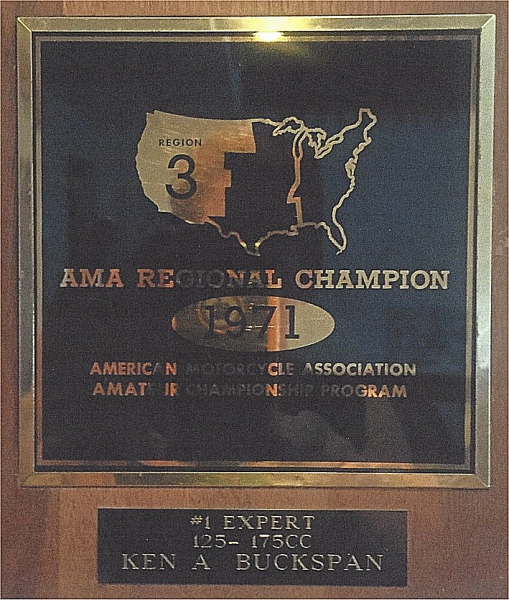 REGION
3
AMA REGIONAL CHAMPION
1971
AMERICAN MOTORCYCLE ASSOCIATION
AMATEUR CHAMPIONSHIP PROGRAM
#1 EXPERT
125- 175CC
KEN A BUCKSPAN